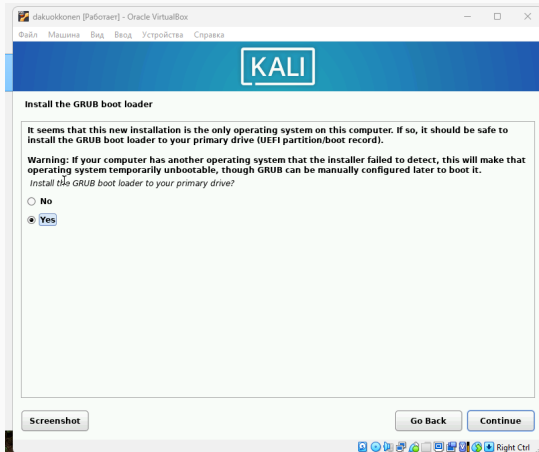 dakuokkonen [Работает] - Oracle VirtualBox
Файл Машина Вид Ввод Устройства Справка
KALI
Install the GRUB boot loader
It seems that this new installation is the only operating system on this computer. If so, it should be safe to
install the GRUB boot loader to your primary drive (UEFI partition/boot record).
Warning: If your computer has another operating system that the installer failed to detect, this will make that
operating system temporarily unbootable, though GRUB can be manually configured later to boot it.
Install the GRUB boot loader to your primary drive?
No
Yes
Screenshot Go Back Continue
Right Ctrl